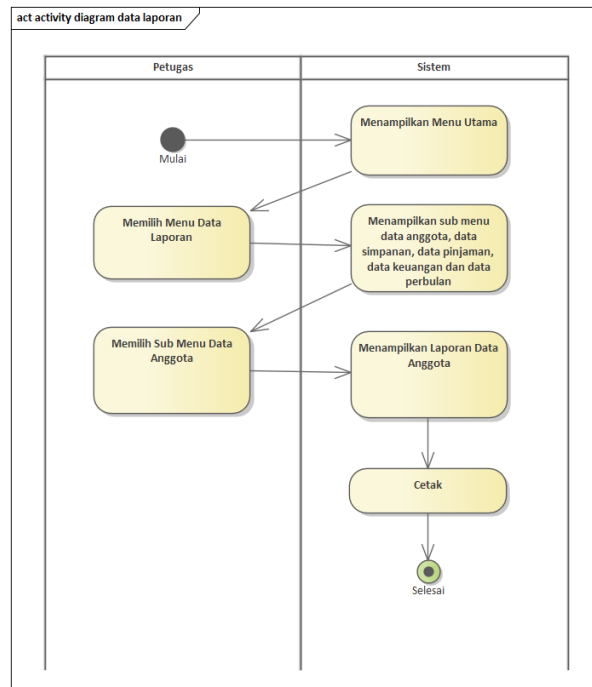 act activity diagram data laporan
Petugas
Sistem
Mulai
Menampilkan Menu Utama
Memilih Menu Data
Laporan
Menampilkan sub menu
data anggota, data
simpanan, data pinjaman,
data keuangan dan data
perbulan
Memilih Sub Menu Data
Anggota
Menampilkan Laporan Data
Anggota
Cetak
Selesai